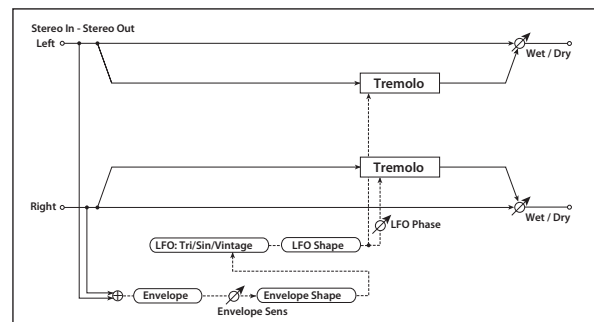 Stereo In - Stereo Out
Left
Wet / Dry
Tremolo
Tremolo
Right
Wet / Dry
LFO Phase
LFO: Tri/Sin/Vintage
LFO Shape
Envelope
Envelope Shape
Envelope Sens